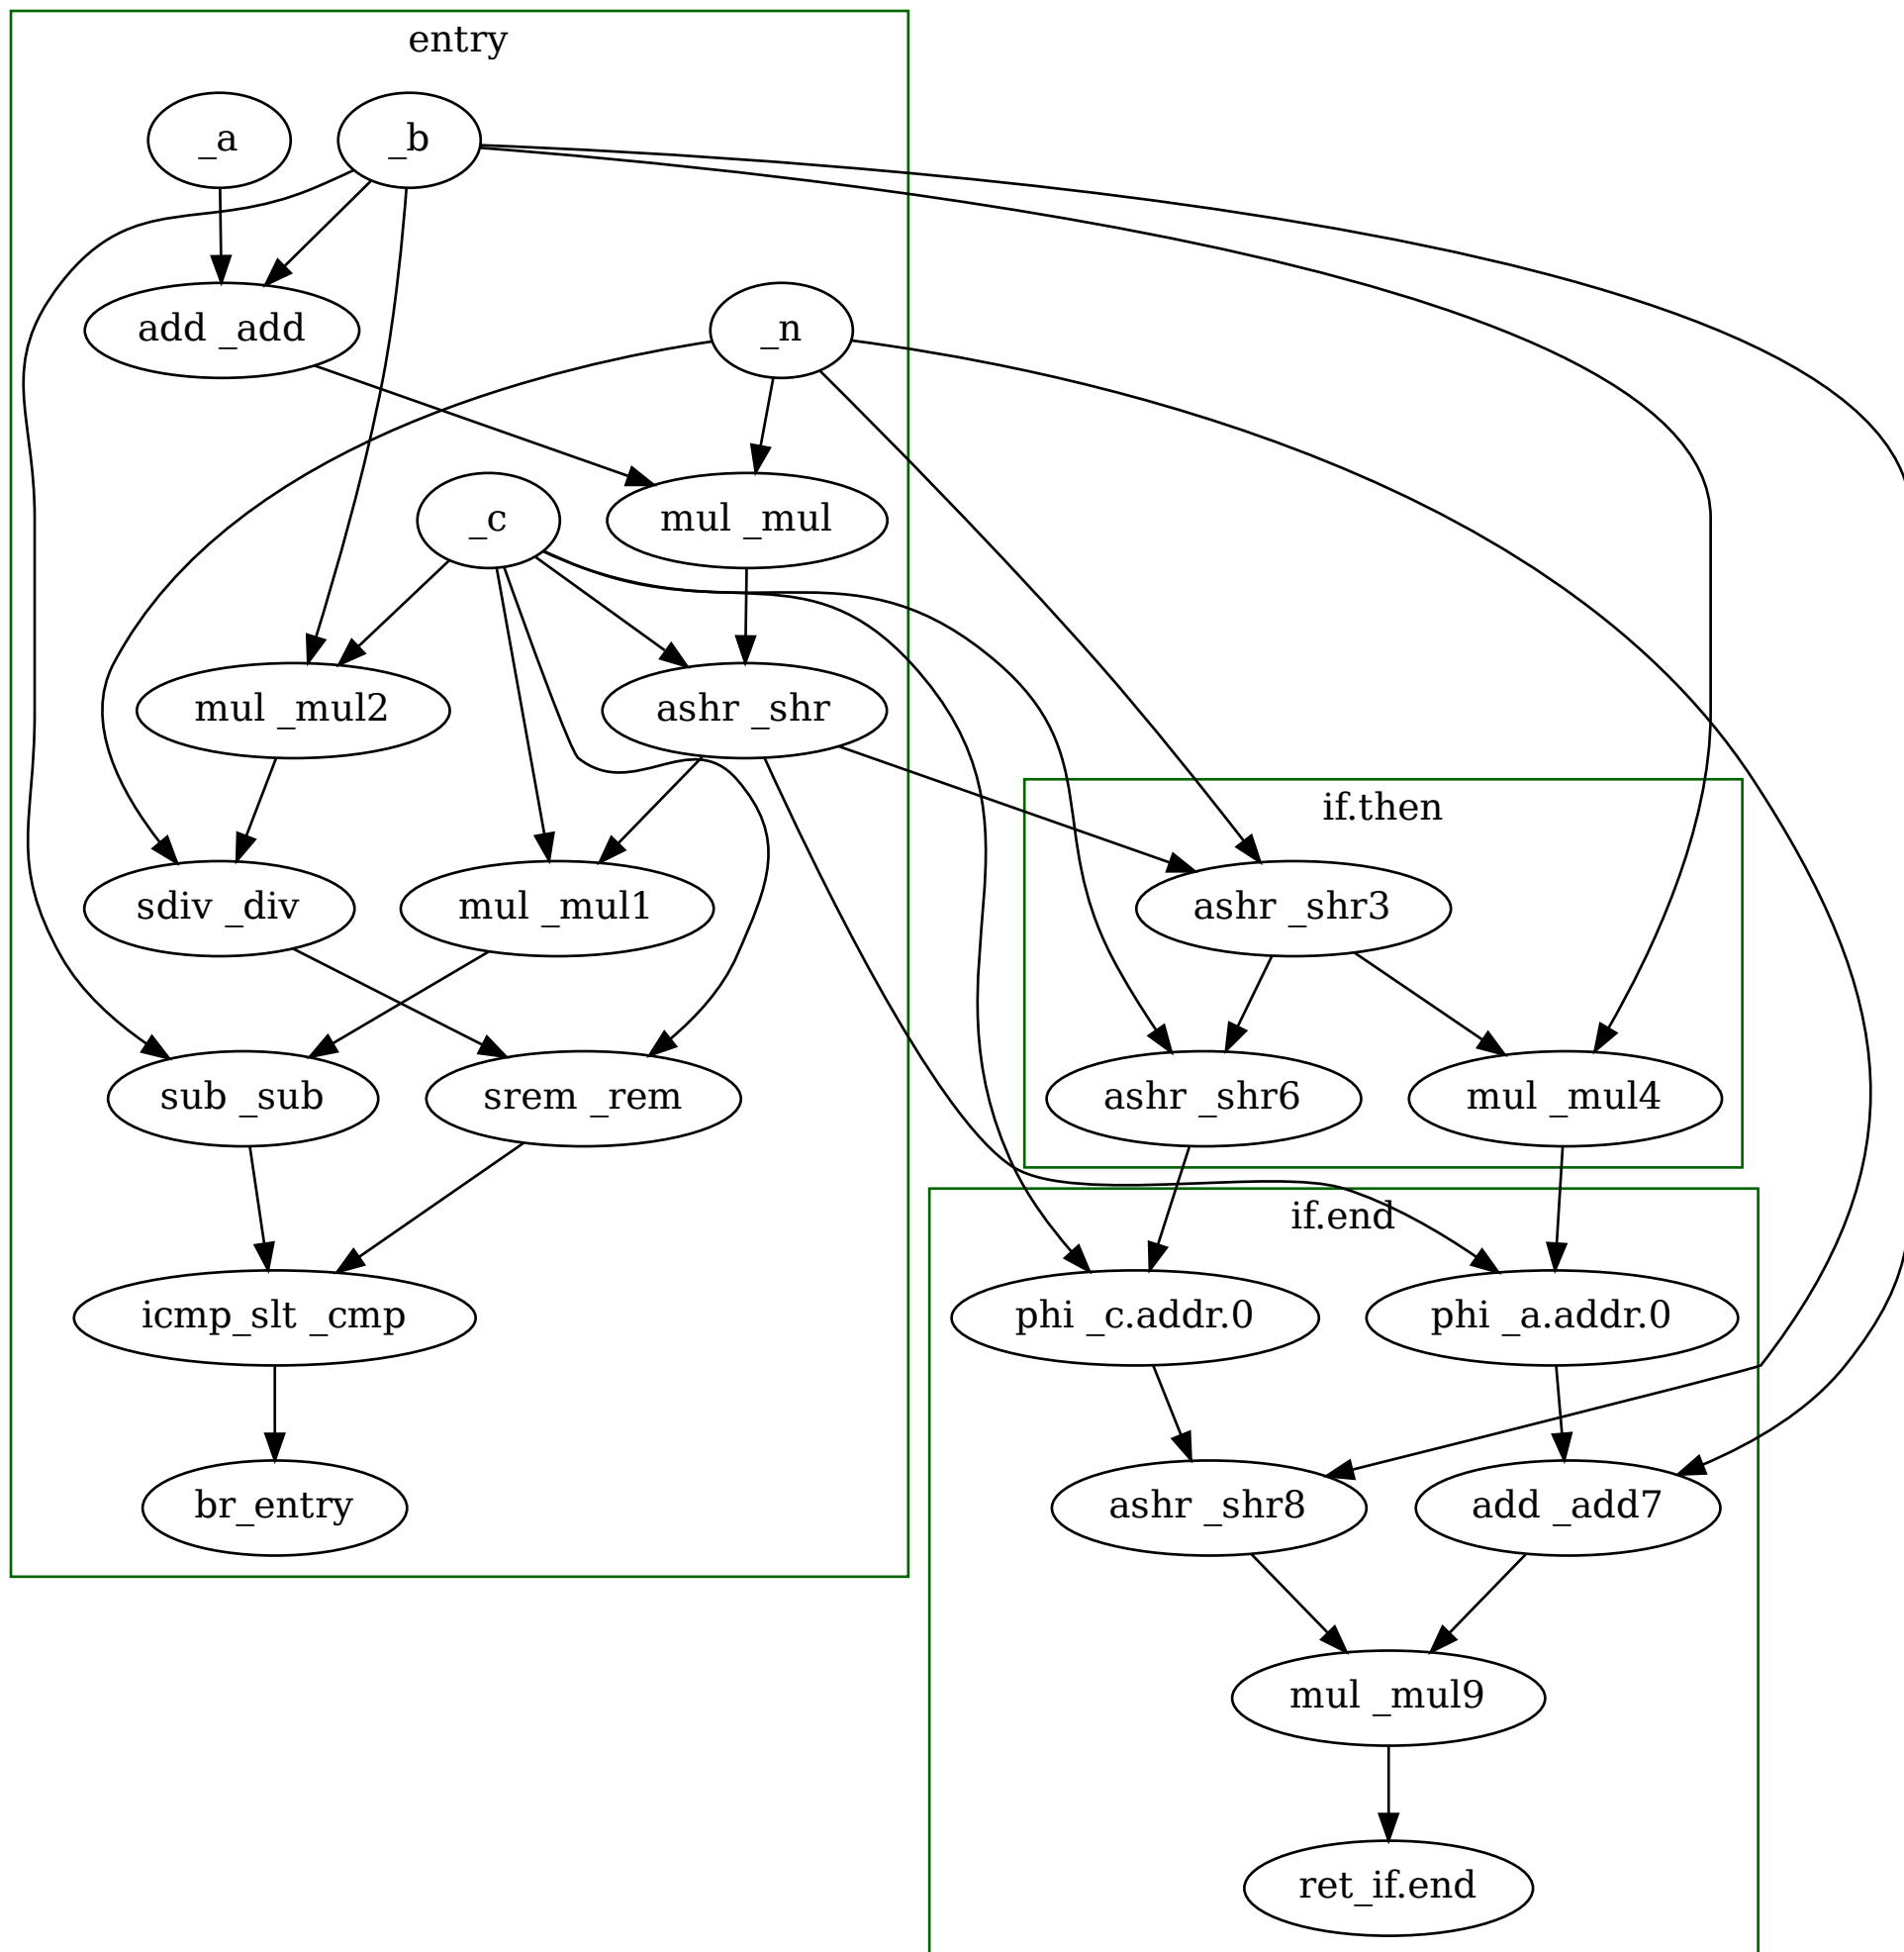 entry
_a
_b
add _add
_n
_c
mul _mul
mul _mul2
ashr _shr
if.then
sdiv _div
mul _mul1
ashr _shr3
sub _sub
srem _rem
ashr _shr6
mul _mul4
if.end
icmp_slt _cmp
phi _c.addr.0
phi _a.addr.0
br_entry
ashr _shr8
add _add7
mul _mul9
ret_if.end